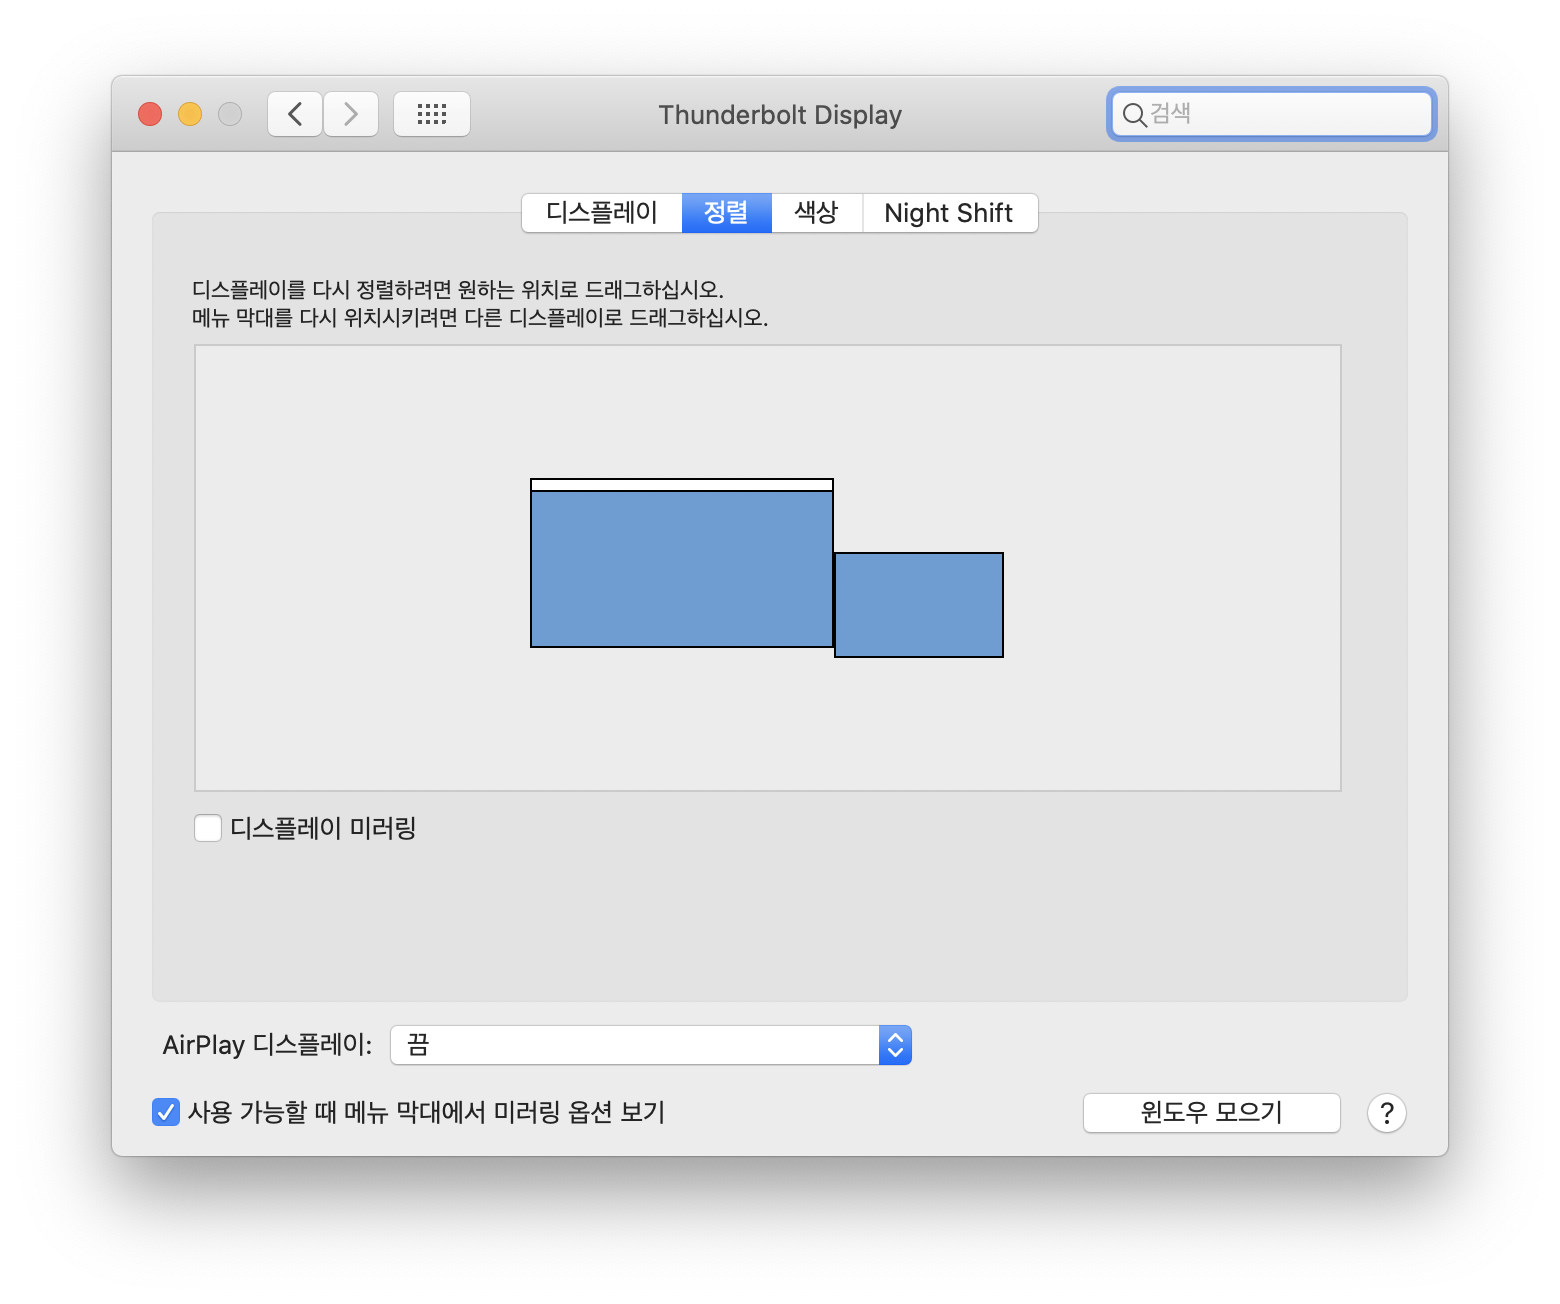 Thunderbolt Display
검색
디스플레이
정렬
색상
Night Shift
디스플레이를 다시 정렬하려면 원하는 위치로 드래그하십시오.
메뉴 막대를 다시 위치시키려면 다른 디스플레이로 드래그하십시오.
디스플레이 미러링
AirPlay 디스플레이: 끔
사용 가능할 때 메뉴 막대에서 미러링 옵션 보기
윈도우 모으기
?